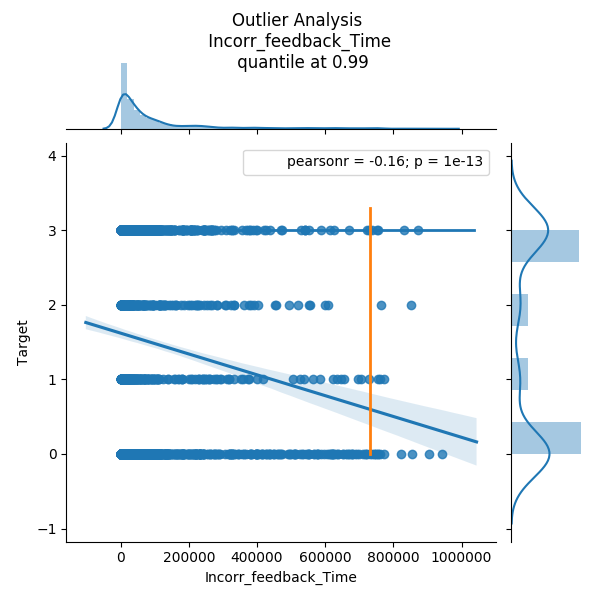 Outlier Analysis
Incorr_feedback_Time
quantile at 0.99
pearsonr = -0.16; p = 1e-13
4
3
2
1
0
−1
Target
0 200000 400000 600000 800000 1000000
Incorr_feedback_Time